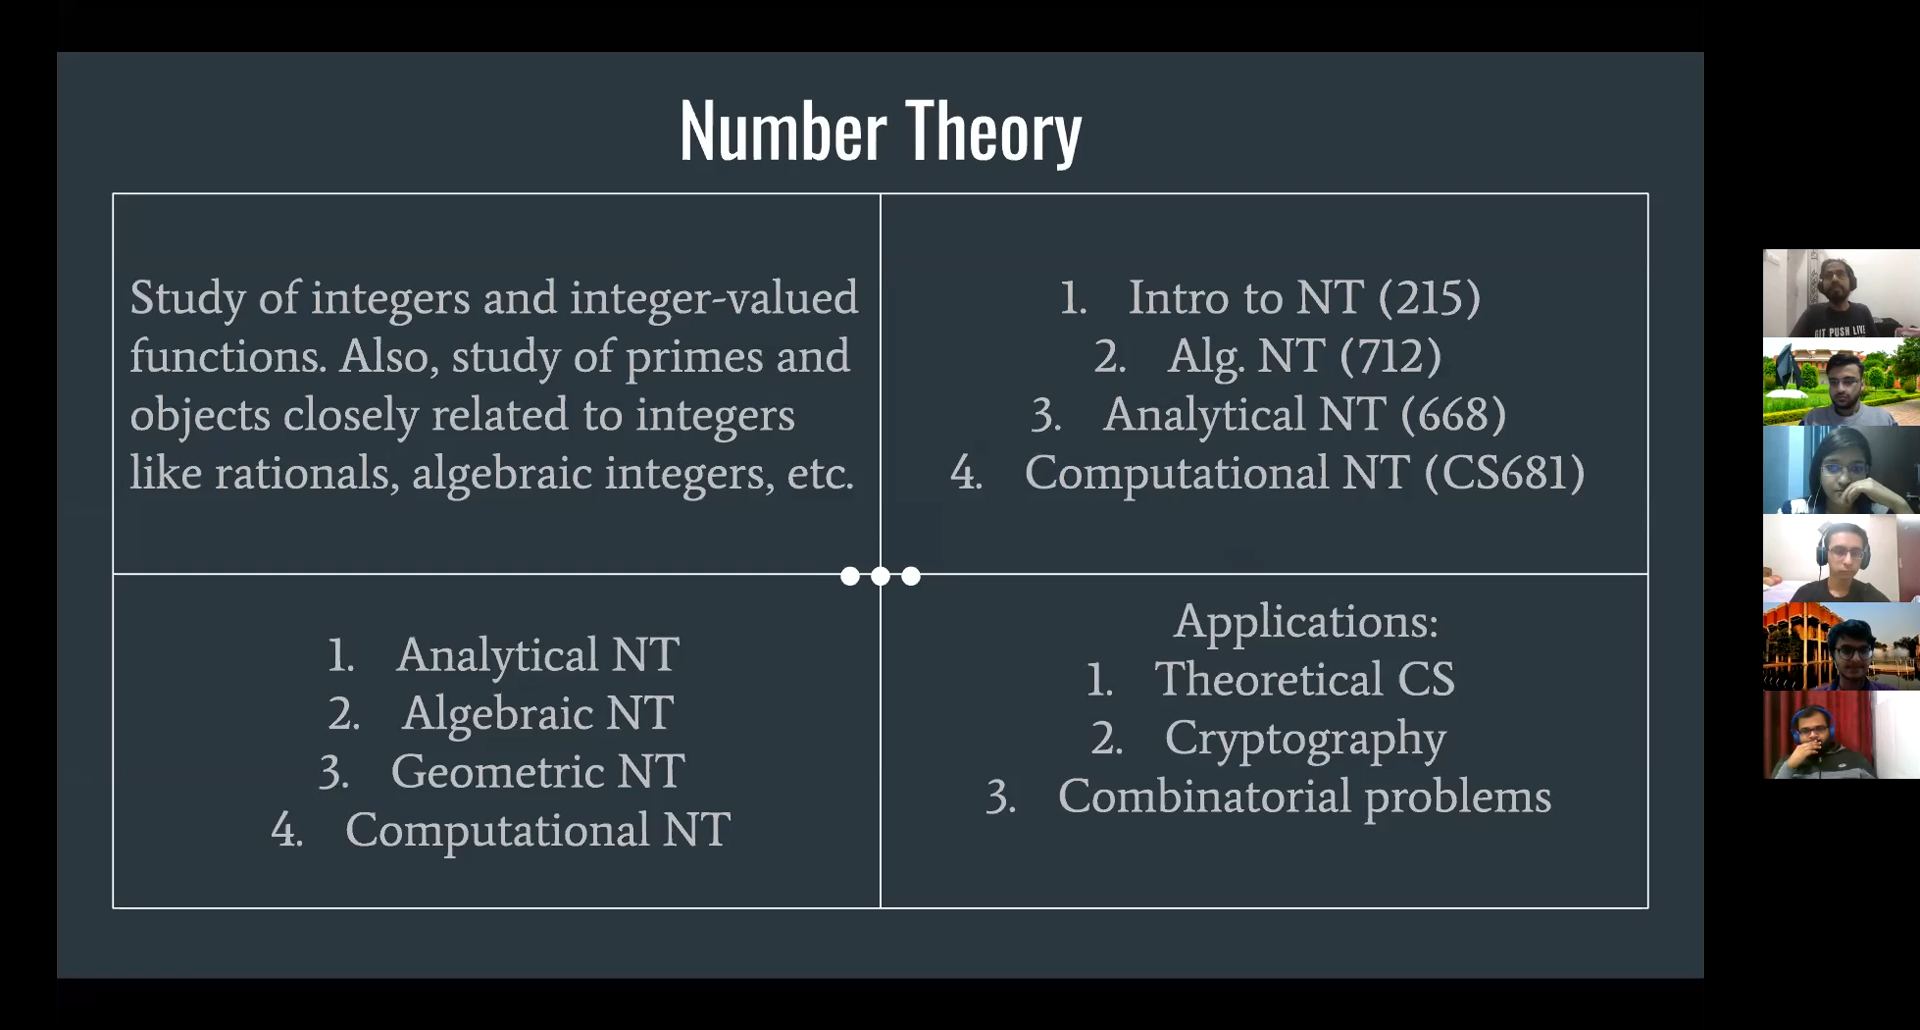 Number Theory
Study of integers and integer-valued
functions. Also, study of primes and
objects closely related to integers
like rationals, algebraic integers, etc.
1. Intro to NT (215)
2. Alg. NT (712)
3. Analytical NT (668)
4. Computational NT (CS681)
1. Analytical NT
2. Algebraic NT
3. Geometric NT
4. Computational NT
Applications:
1. Theoretical CS
2. Cryptography
3. Combinatorial problems
GIT PUSH LIVE